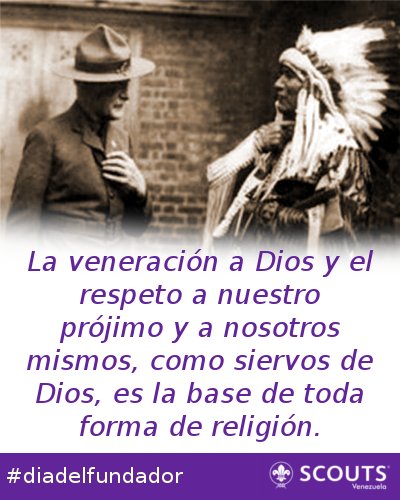 La veneración a Dios y el
respeto a nuestro
prójimo y a nosotros
mismos, como siervos de
Dios, es la base de toda
forma de religión.
#diadelfundador
SCOUTS
Venezuela